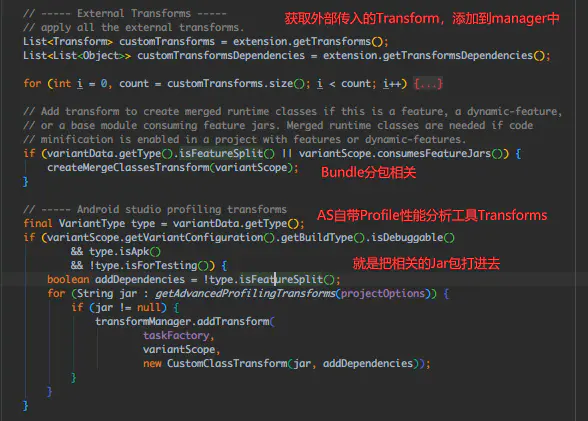 // ----- External Transforms -----
获取外部传入的Transform，添加到manager中
// apply all the external transforms.
List<Transform> customTransforms = extension.getTransforms();
List<List<Object>> customTransformsDependencies = extension.getTransformsDependencies();
for (int i = 0, count = customTransforms.size(); i < count; i++) {...}
// Add transform to create merged runtime classes if this is a feature, a dynamic-feature,
// or a base module consuming feature jars. Merged runtime classes are needed if code
// minification is enabled in a project with features or dynamic-features.
if (variantData.getType().isFeatureSplit() || variantScope.consumesFeatureJars()) {
createMergeClassesTransform(variantScope);
Bundle分包相关
}
// ----- Android studio profiling transforms
AS自带Profile性能分析工具Transforms
final VariantType type = variantData.getType();
if (variantScope.getVariantConfiguration().getBuildType().isDebuggable()
&& type.isApk()
&& !type.isForTesting()) {
就是把相关的Jar包打进去
boolean addDependencies = !type.isFeatureSplit();
for (String jar : getAdvancedProfilingTransforms(projectOptions)) {
if (jar != null) {
transformManager.addTransform(
taskFactory,
variantScope,
new CustomClassTransform(jar, addDependencies));
}
}
}